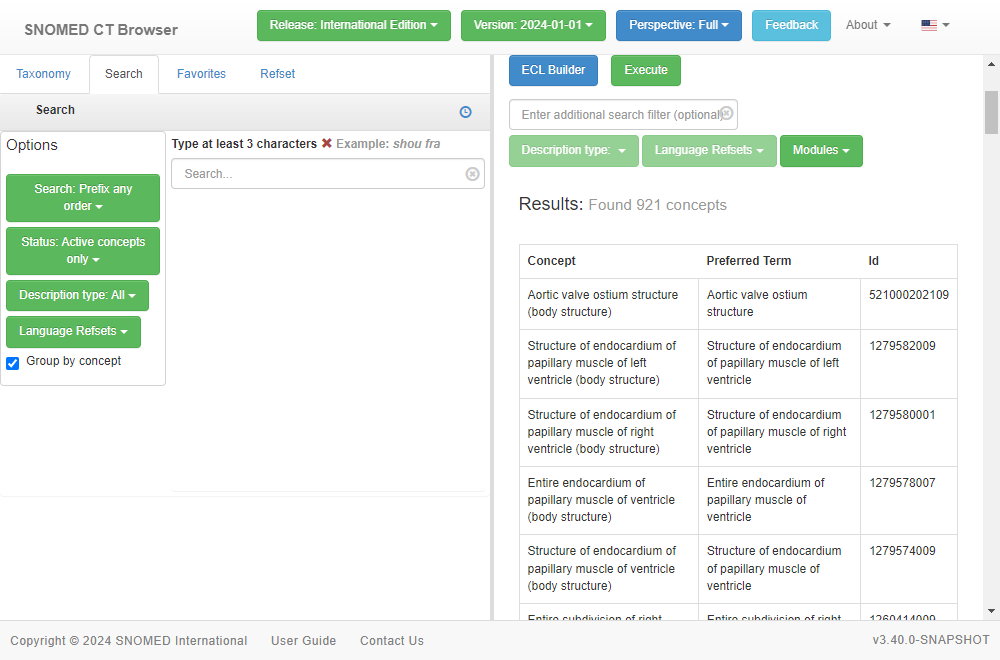 SNOMED CT Browser
Release: International Edition
Version: 2024-01-01
Perspective: Full
Feedback
About
Taxonomy
Search
Favorites
Refset
Search
Options
Search: Prefix any
order
Status: Active concepts
only
Description type: All
Language Refsets
Group by concept
Type at least 3 characters ✖ Example: shou fra
Search...
ECL Builder
Execute
Enter additional search filter (optional)
Description type:
Language Refsets
Modules
Results: Found 921 concepts
Concept
Preferred Term
Id
Aortic valve ostium structure
(body structure)
Aortic valve ostium
structure
521000202109
Structure of endocardium of
papillary muscle of left
ventricle (body structure)
Structure of endocardium
of papillary muscle of left
ventricle
1279582009
Structure of endocardium of
papillary muscle of right
ventricle (body structure)
Structure of endocardium
of papillary muscle of right
ventricle
1279580001
Entire endocardium of
papillary muscle of ventricle
(body structure)
Entire endocardium of
papillary muscle of
ventricle
1279578007
Structure of endocardium of
papillary muscle of ventricle
(body structure)
Structure of endocardium
of papillary muscle of
ventricle
1279574009
Entire subdivision of right
Entire subdivision of right
1260414009
Copyright © 2024 SNOMED International
User Guide
Contact Us
v3.40.0-SNAPSHOT